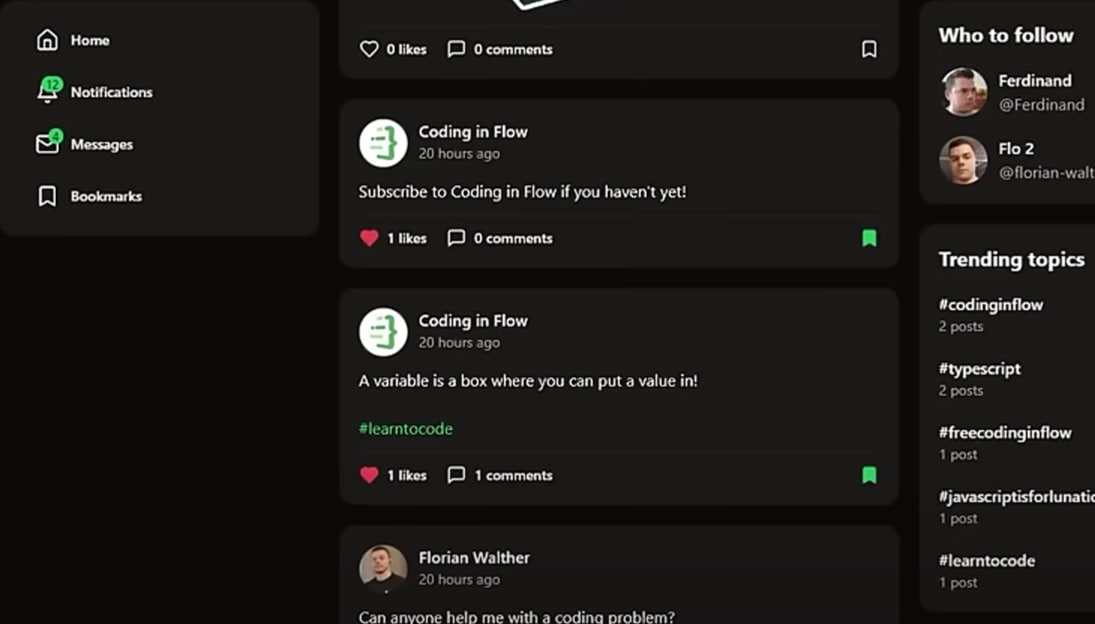 Home
12
Notifications
4
Messages
Bookmarks
0 likes 0 comments
Coding in Flow
20 hours ago
Subscribe to Coding in Flow if you haven't yet!
1 likes 0 comments
Coding in Flow
20 hours ago
A variable is a box where you can put a value in!
#learntocode
1 likes 1 comments
Florian Walther
20 hours ago
Can anyone help me with a coding problem?
Who to follow
Ferdinand
@Ferdinand
Flo 2
@florian-walt
Trending topics
#codinginflow
2 posts
#typescript
2 posts
#freecodinginflow
1 post
#javascriptisforlunatic
1 post
#learntocode
1 post